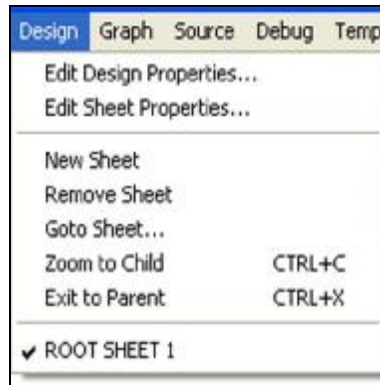 Design Graph Source Debug Temp
Edit Design Properties...
Edit Sheet Properties...
New Sheet
Remove Sheet
Goto Sheet...
Zoom to Child CTRL+C
Exit to Parent CTRL+X
✓ ROOT SHEET 1